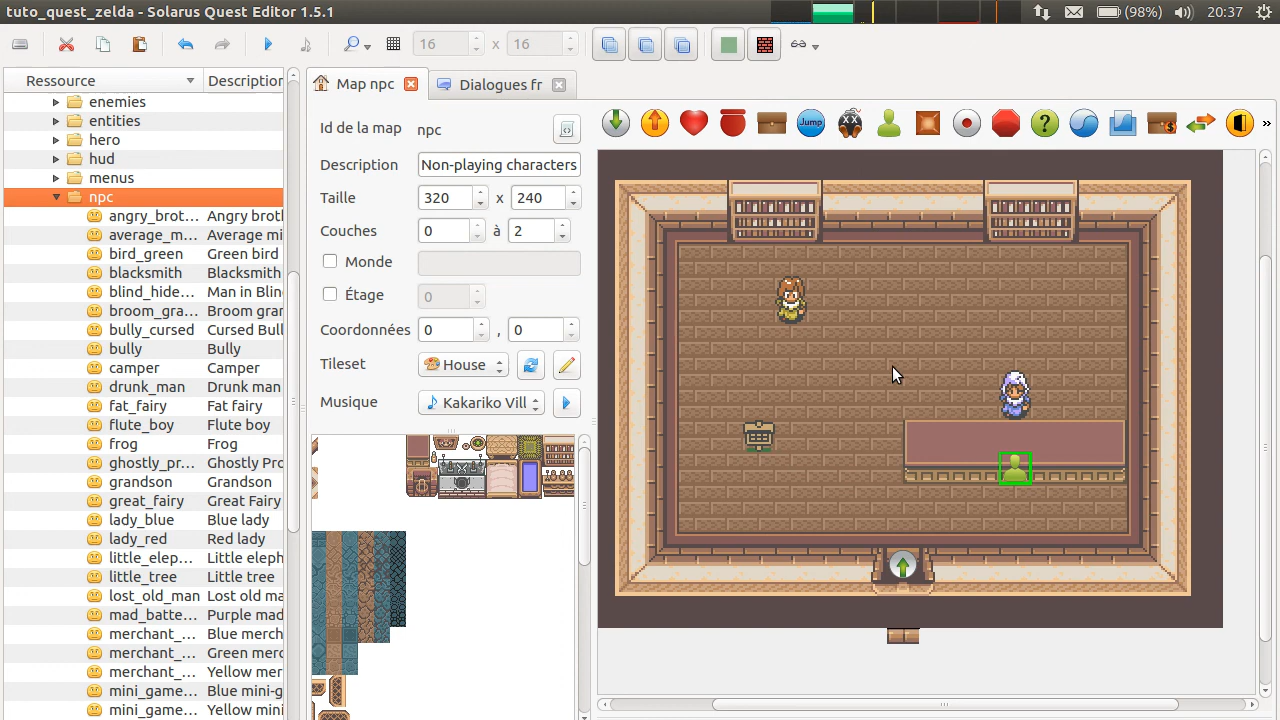 tuto_quest_zelda - Solarus Quest Editor 1.5.1
(98%) 20:37
16 x 16
Ressource Description
enemies
entities
hero
hud
menus
npc
angry_brot... Angry broth
average_m... Average mi
bird_green Green bird
blacksmith Blacksmith
blind_hide... Man in Blin
broom_gra... Broom gran
bully_cursed Cursed Bull
bully Bully
camper Camper
drunk_man Drunk man
fat_fairy Fat fairy
flute_boy Flute boy
frog Frog
ghostly_pr... Ghostly Pro
grandson Grandson
great_fairy Great Fairy
lady_blue Blue lady
lady_red Red lady
little_elep... Little eleph
little_tree Little tree
lost_old_man Lost old ma
mad_batte... Purple mad
merchant_... Blue merch
merchant_... Green merc
merchant_... Yellow mer
mini_game... Blue mini-g
mini_game... Yellow mini
Map npc
Dialogues fr
Id de la map npc
Description Non-playing characters
Taille 320 x 240
Couches 0 à 2
Monde
Étage 0
Coordonnées 0 , 0
Tileset House
Musique Kakariko Vill
Jump
?
$
»